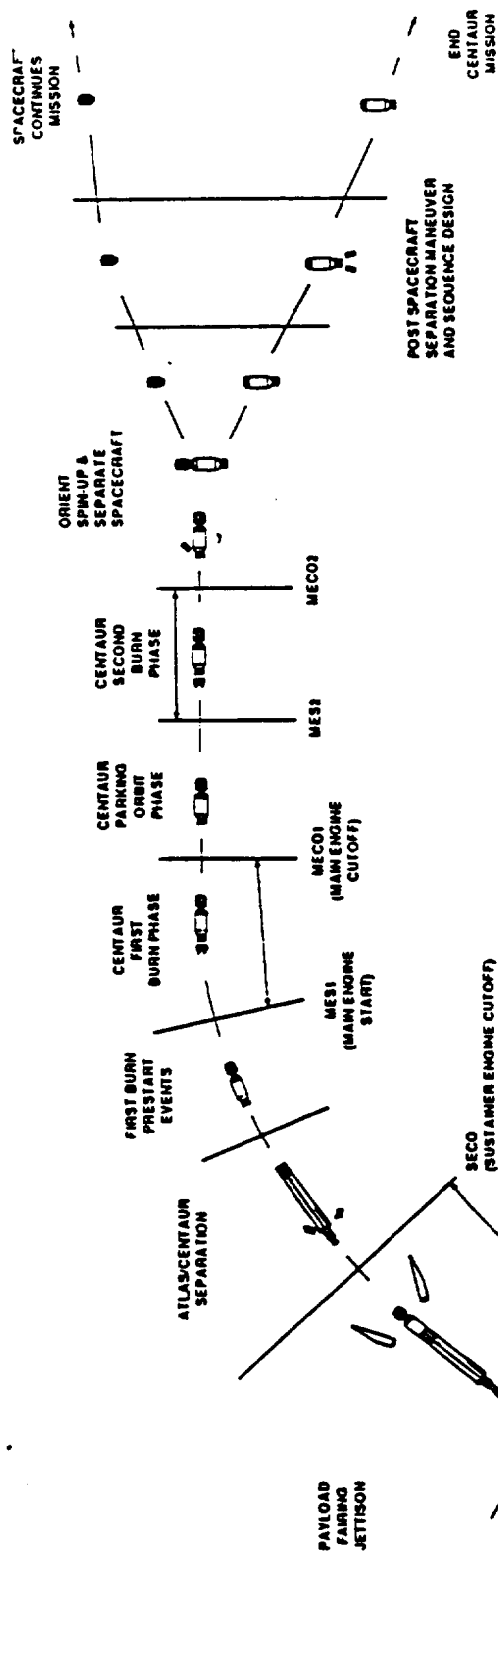 PAYLOAD
FAIRING
JETTISON
SECO
(SUSTAINER ENGINE CUTOFF)
ATLAS/CENTAUR
SEPARATION
FIRST BURN
PRESTART
EVENTS
MES1
(MAIN ENGINE
START)
CENTAUR
FIRST
BURN PHASE
MECO1
(MAIN ENGINE
CUTOFF)
CENTAUR
PARKING
ORBIT
PHASE
MES2
CENTAUR
SECOND
BURN
PHASE
MECO2
ORIENT
SPIN-UP &
SEPARATE
SPACECRAFT
POST SPACECRAFT
SEPARATION MANEUVER
AND SEQUENCE DESIGN
SPACECRAFT
CONTINUES
MISSION
END
CENTAUR
MISSION